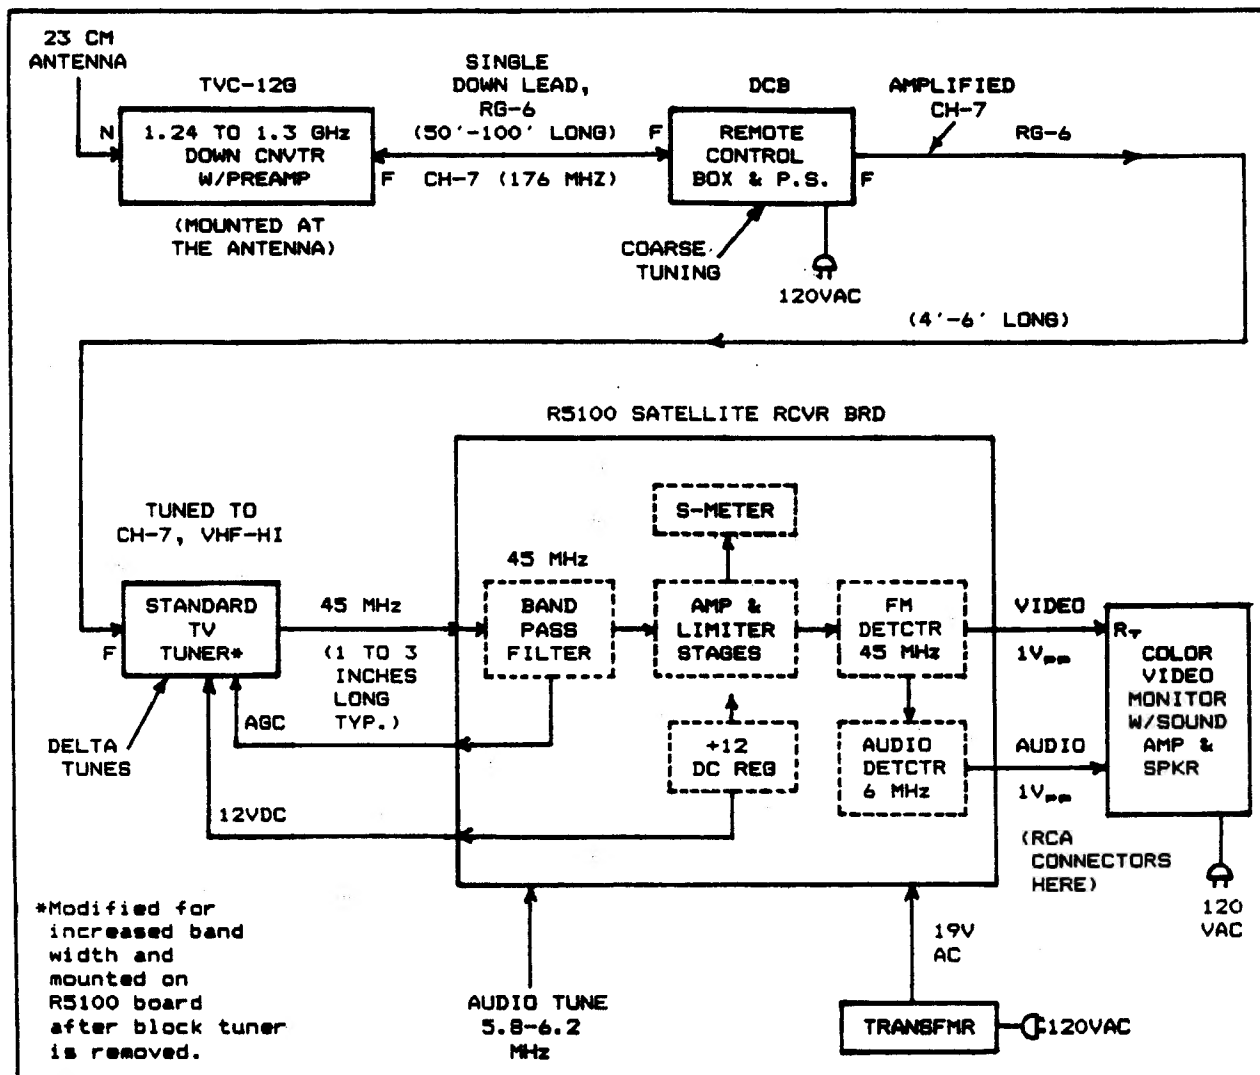 23 CM
ANTENNA
TVC-12G
N
1.24 TO 1.3 GHz
DOWN CNVTR
W/PREAMP
F
(MOUNTED AT
THE ANTENNA)
SINGLE
DOWN LEAD,
RG-6
(50'-100' LONG)
CH-7 (176 MHZ)
F
DCB
REMOTE
CONTROL
BOX & P.S.
F
COARSE
TUNING
120VAC
AMPLIFIED
CH-7
RG-6
(4'-6' LONG)
R5100 SATELLITE RCVR BRD
TUNED TO
CH-7, VHF-HI
F
STANDARD
TV
TUNER*
DELTA
TUNES
45 MHz
(1 TO 3
INCHES
LONG
TYP.)
AGC
12VDC
45 MHz
BAND
PASS
FILTER
S-METER
AMP &
LIMITER
STAGES
+12
DC REG
FM
DETCTR
45 MHz
AUDIO
DETCTR
6 MHz
VIDEO
1Vpp
AUDIO
1Vpp
(RCA
CONNECTORS
HERE)
RT
COLOR
VIDEO
MONITOR
W/SOUND
AMP &
SPKR
120
VAC
*Modified for
increased band
width and
mounted on
R5100 board
after block tuner
is removed.
AUDIO TUNE
5.8-6.2
MHz
19V
AC
TRANSFMR
120VAC